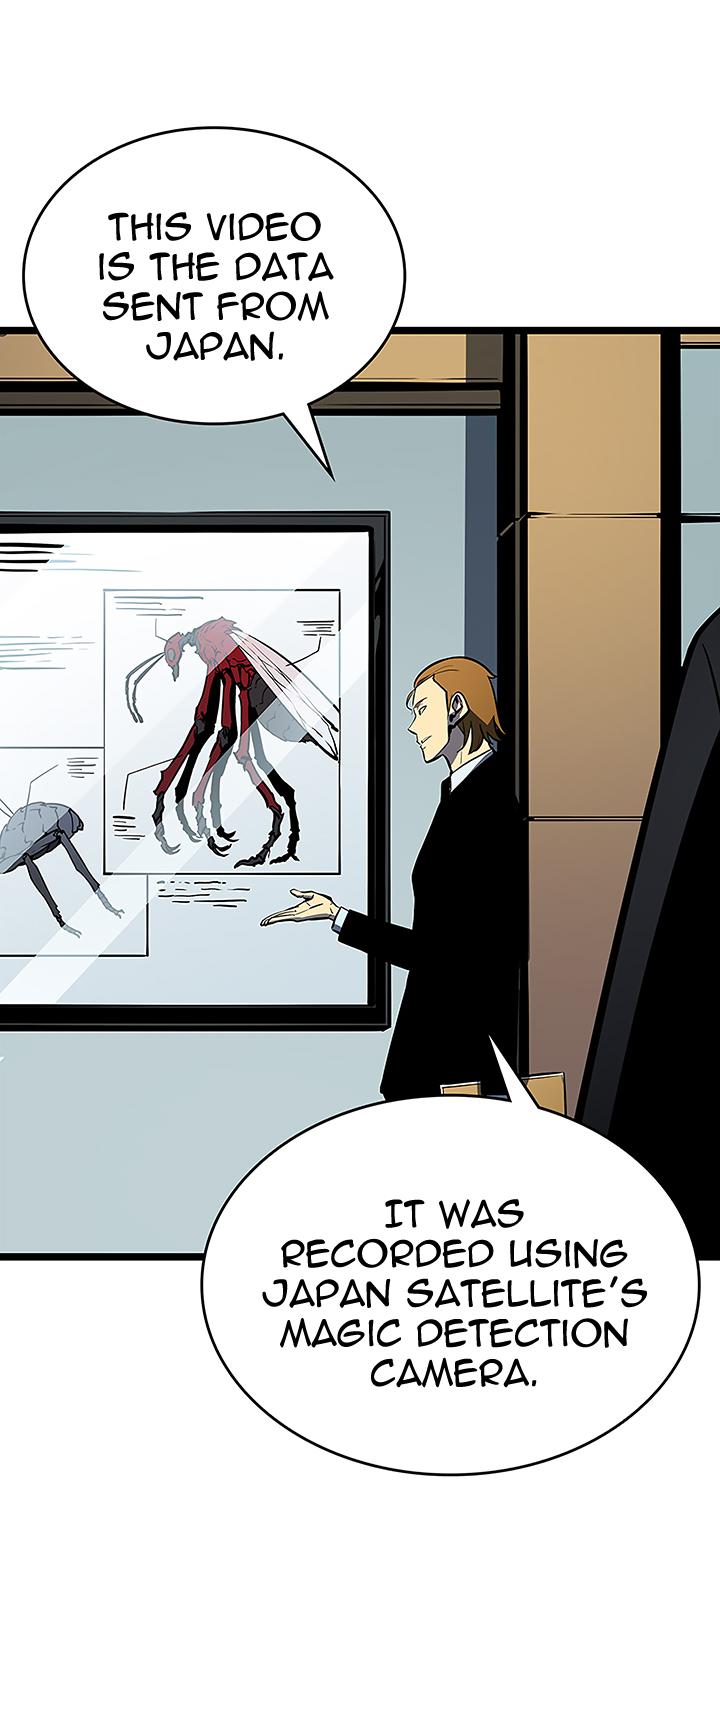 THIS VIDEO
IS THE DATA
SENT FROM
JAPAN.
IT WAS
RECORDED USING
JAPAN SATELLITE'S
MAGIC DETECTION
CAMERA.